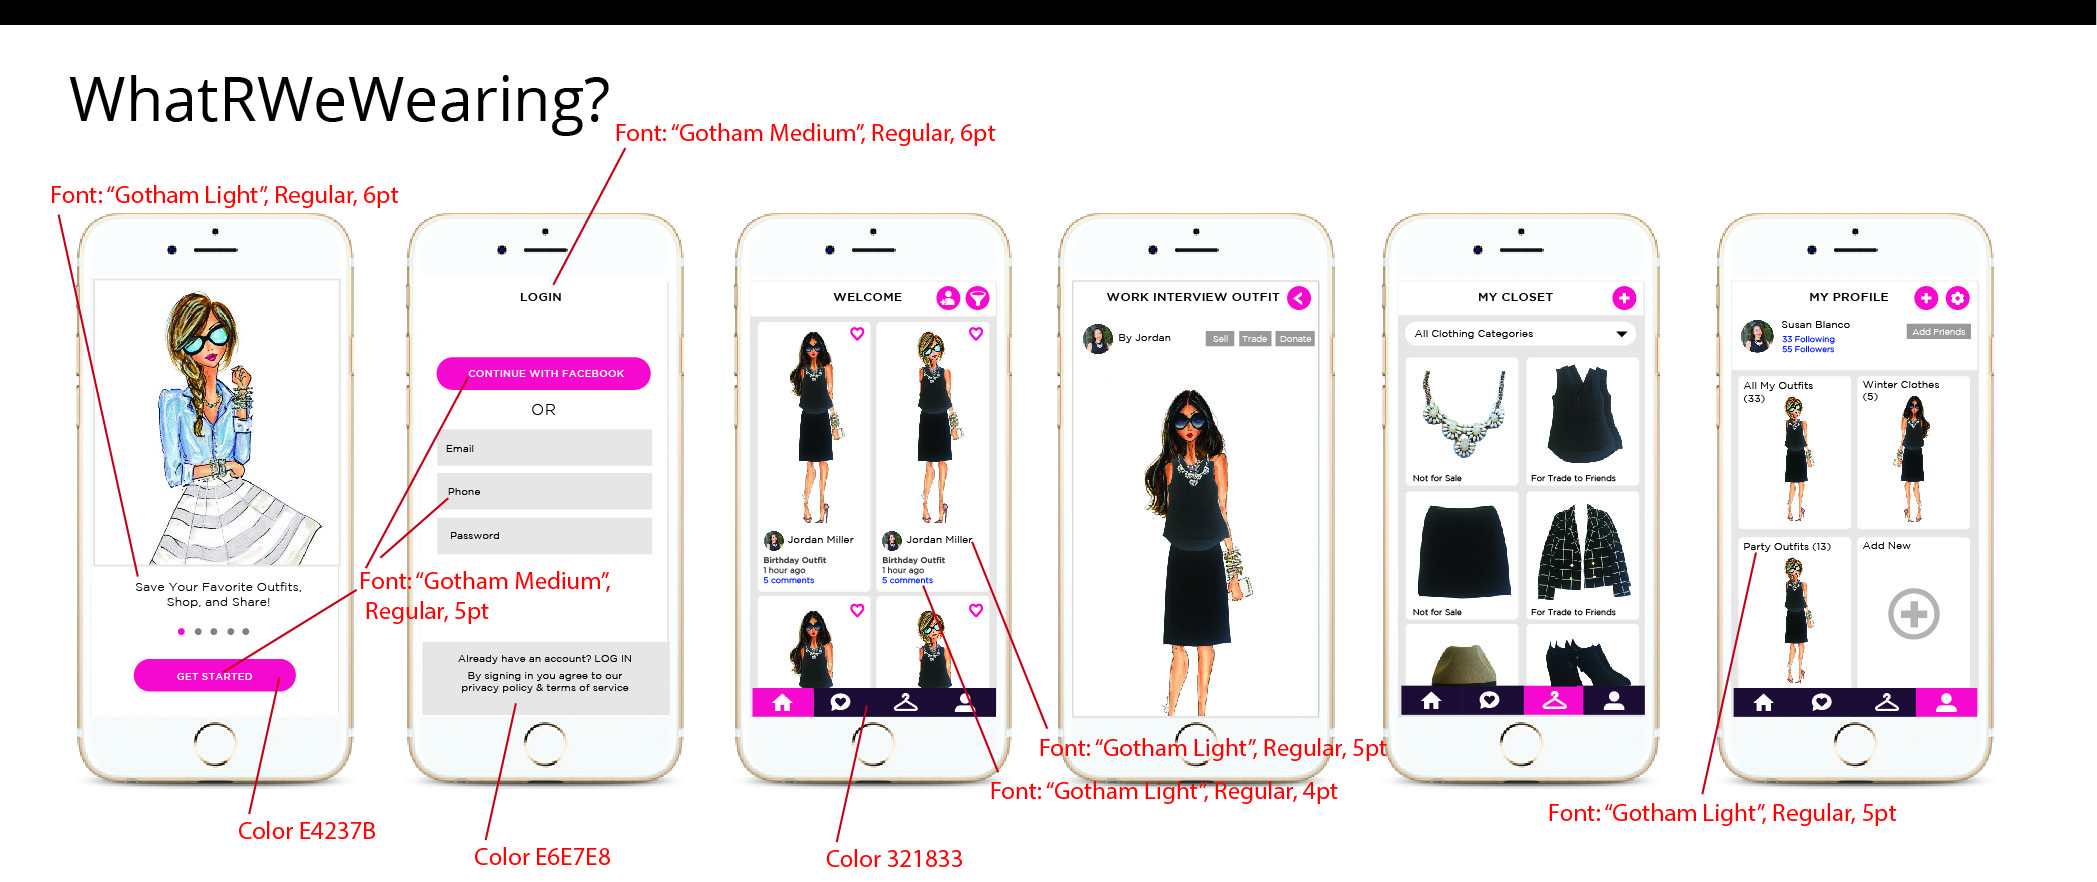 WhatRWeWearing?
Font: “Gotham Medium”, Regular, 6pt
Font: “Gotham Light”, Regular, 6pt
Save Your Favorite Outfits,
Shop, and Share!
GET STARTED
Color E4237B
LOGIN
CONTINUE WITH FACEBOOK
OR
Email
Phone
Password
Font: “Gotham Medium”,
Regular, 5pt
Already have an account? LOG IN
By signing in you agree to our
privacy policy & terms of service
Color E6E7E8
WELCOME
Jordan Miller
Birthday Outfit
1 hour ago
5 comments
Jordan Miller
Birthday Outfit
1 hour ago
5 comments
Color 321833
WORK INTERVIEW OUTFIT
By Jordan
Sell
Trade
Donate
Font: “Gotham Light”, Regular, 5pt
Font: “Gotham Light”, Regular, 4pt
MY CLOSET
All Clothing Categories
Not for Sale
For Trade to Friends
Not for Sale
For Trade to Friends
MY PROFILE
Susan Blanco
33 Following
55 Followers
Add Friends
All My Outfits
(33)
Winter Clothes
(5)
Party Outfits (13)
Add New
Font: “Gotham Light”, Regular, 5pt